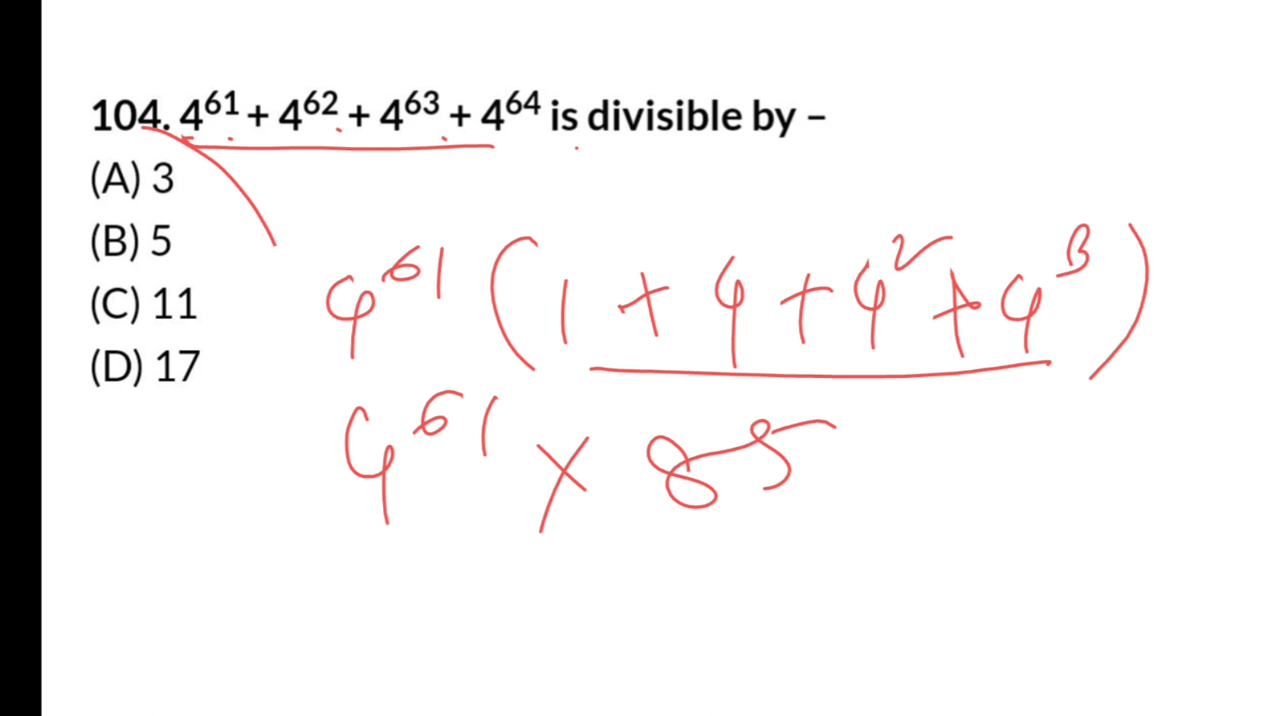 104. 4⁶¹ + 4⁶² + 4⁶³ + 4⁶⁴ is divisible by –
(A) 3
(B) 5
(C) 11
(D) 17
4⁶¹ (1 + 4 + 4² + 4³)
4⁶¹ × 85